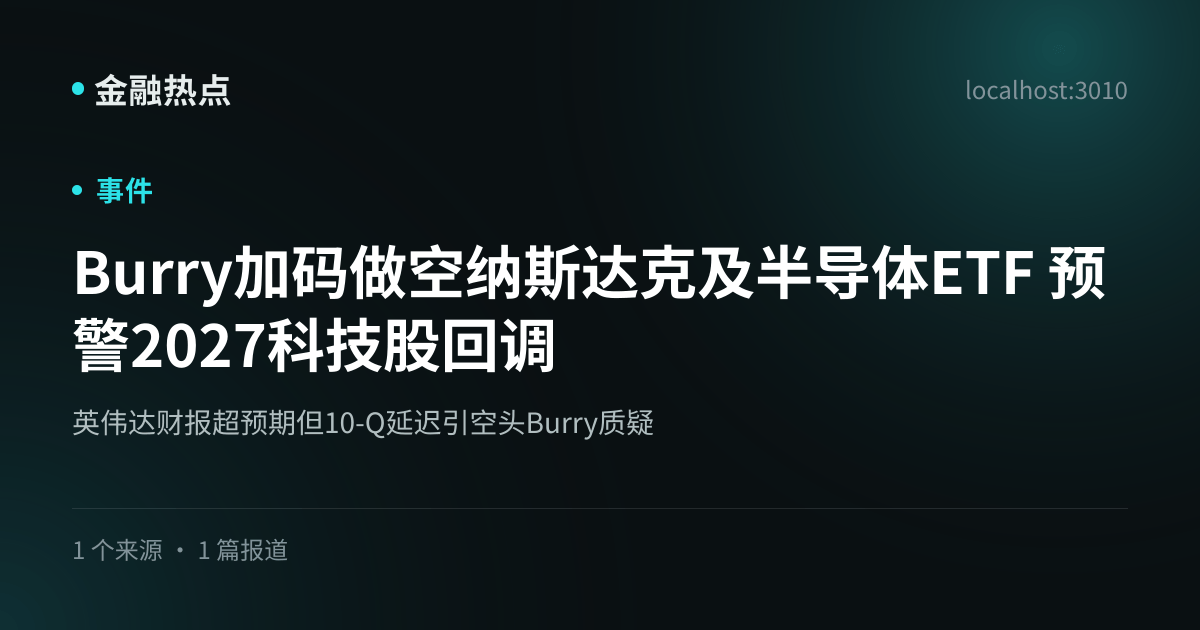 金融热点
localhost:3010
事件
Burry加码做空纳斯达克及半导体ETF 预
警2027科技股回调
英伟达财报超预期但10-Q延迟引空头Burry质疑
1 个来源 · 1 篇报道